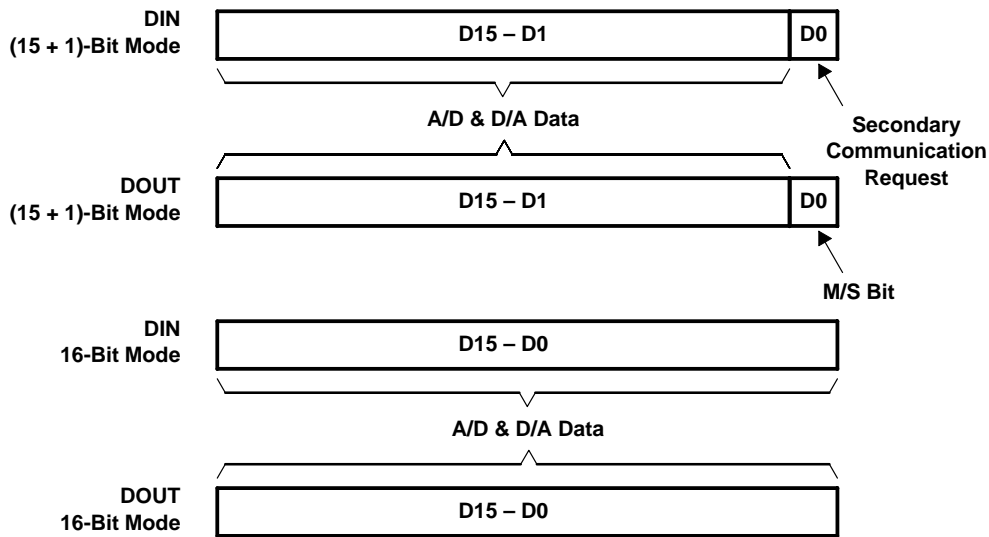 DIN
(15 + 1)-Bit Mode
D15 – D1
D0
A/D & D/A Data
Secondary
Communication
Request
DOUT
(15 + 1)-Bit Mode
D15 – D1
D0
M/S Bit
DIN
16-Bit Mode
D15 – D0
A/D & D/A Data
DOUT
16-Bit Mode
D15 – D0